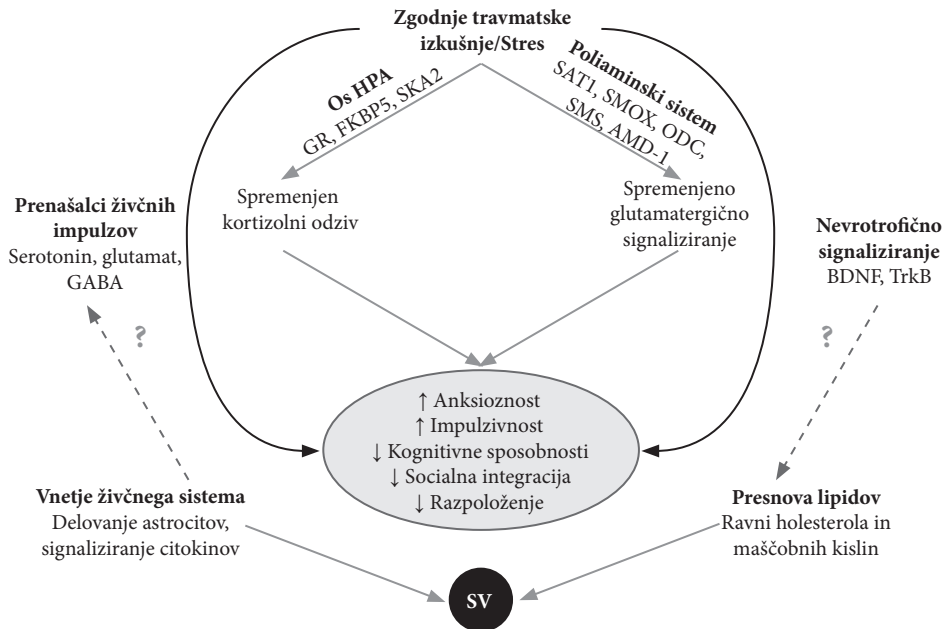 Zgodnje travmatske
izkušnje/Stres
Os HPA
GR, FKBP5, SKA2
Poliaminski sistem
SAT1, SMOX, ODC,
SMS, AMD-1
Spremenjen
kortizolni odziv
Spremenjeno
glutamatergično
signaliziranje
Prenašalci živčnih
impulzov
Serotonin, glutamat,
GABA
Nevrotrofično
signaliziranje
BDNF, TrkB
?
?
↑ Anksioznost
↑ Impulzivnost
↓ Kognitivne sposobnosti
↓ Socialna integracija
↓ Razpoloženje
Vnetje živčnega sistema
Delovanje astrocitov,
signaliziranje citokinov
Presnova lipidov
Ravni holesterola in
maščobnih kislin
SV